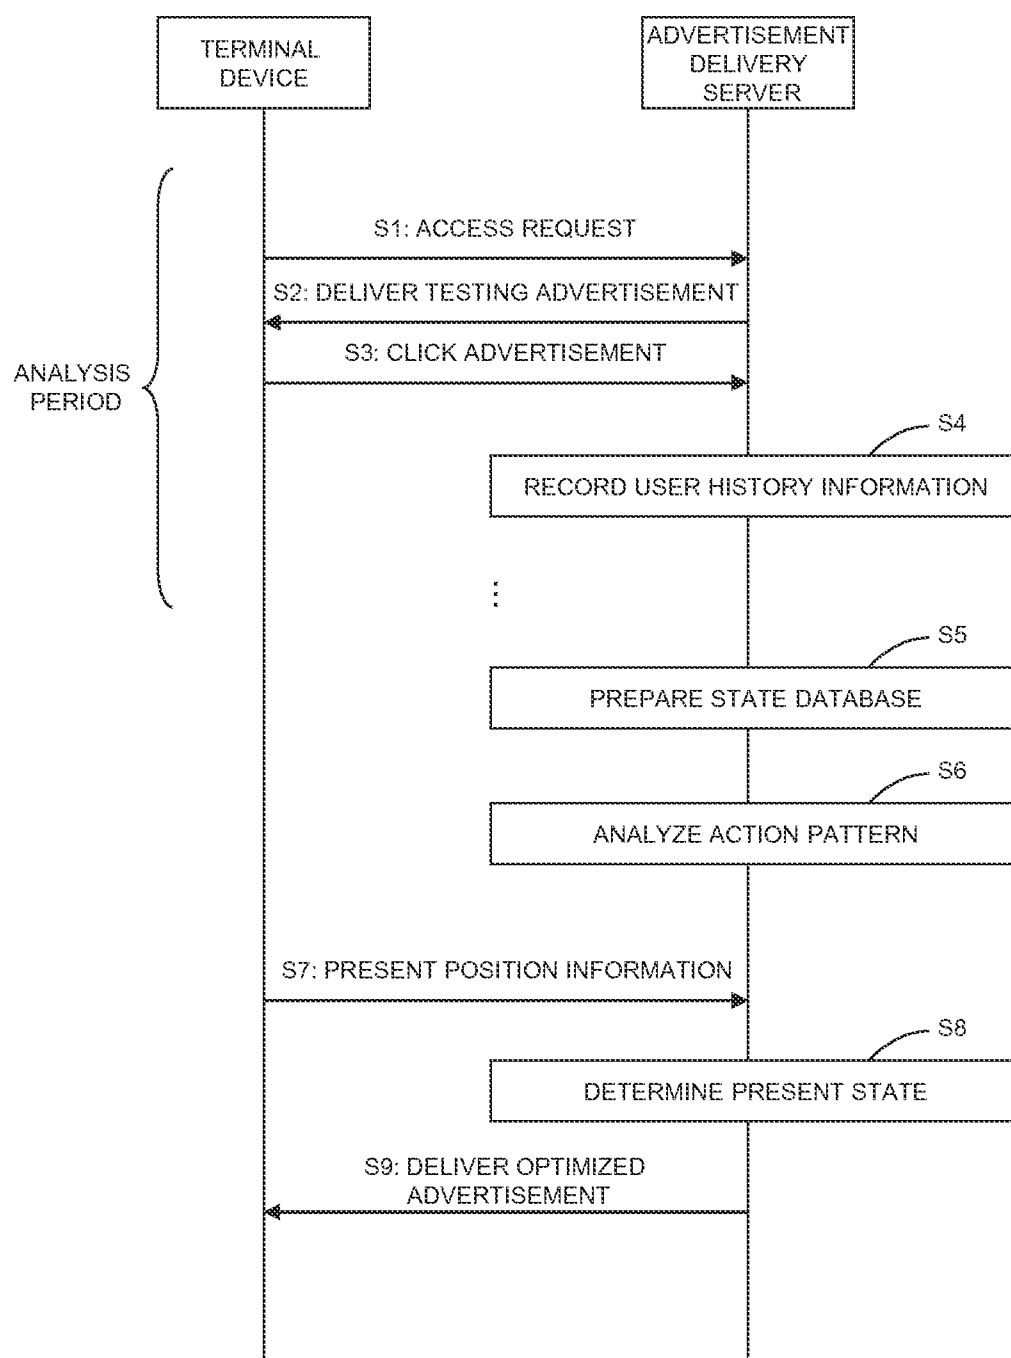 TERMINAL
DEVICE
ADVERTISEMENT
DELIVERY
SERVER
S1: ACCESS REQUEST
S2: DELIVER TESTING ADVERTISEMENT
S3: CLICK ADVERTISEMENT
ANALYSIS
PERIOD
S4
RECORD USER HISTORY INFORMATION
S5
PREPARE STATE DATABASE
S6
ANALYZE ACTION PATTERN
S7: PRESENT POSITION INFORMATION
S8
DETERMINE PRESENT STATE
S9: DELIVER OPTIMIZED
ADVERTISEMENT